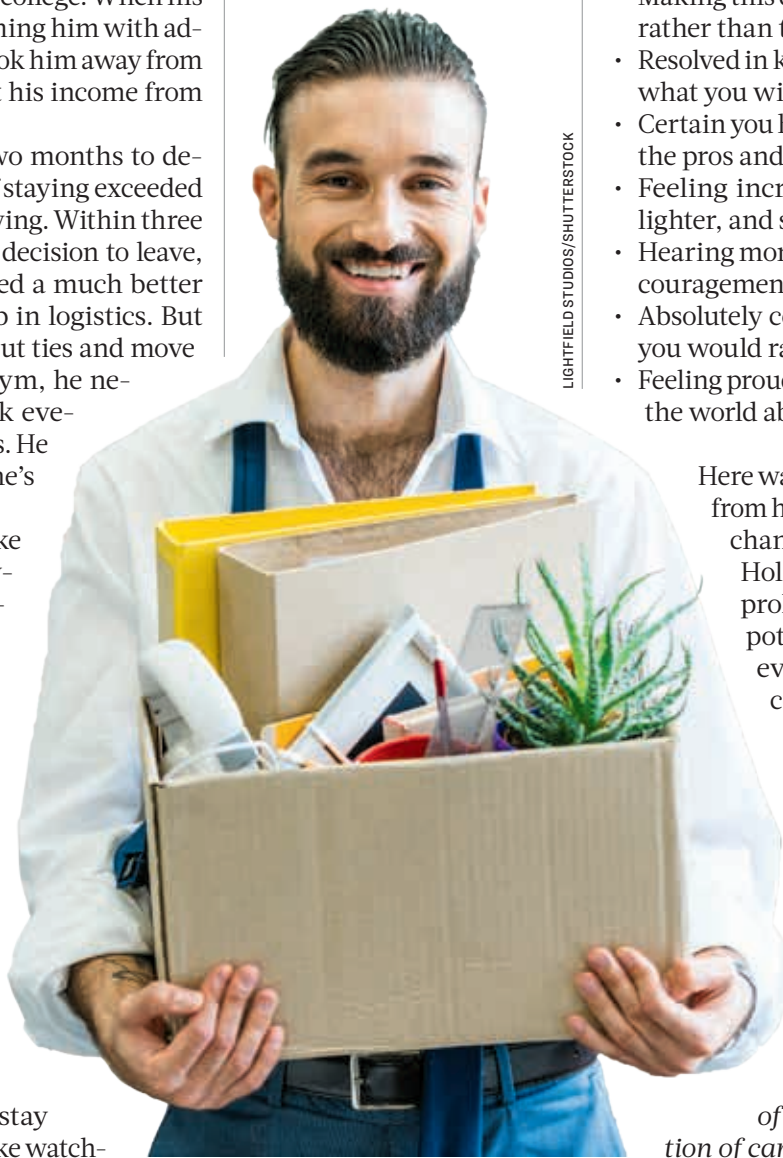 college. When his
ning him with ad-
ok him away from
t his income from
wo months to de-
staying exceeded
ving. Within three
decision to leave,
ed a much better
b in logistics. But
ut ties and move
ym, he ne-
k eve-
s. He
ne's
ke
stay
ke watch-
LIGHTFIELD STUDIOS/SHUTTERSTOCK
Making this
rather than t
• Resolved in k
what you wi
• Certain you h
the pros and
• Feeling incr
lighter, and s
• Hearing mor
couragemen
• Absolutely c
you would ra
• Feeling prou
the world ab
Here wa
from h
chan
Hol
pro
pot
ev
c
of
tion of car